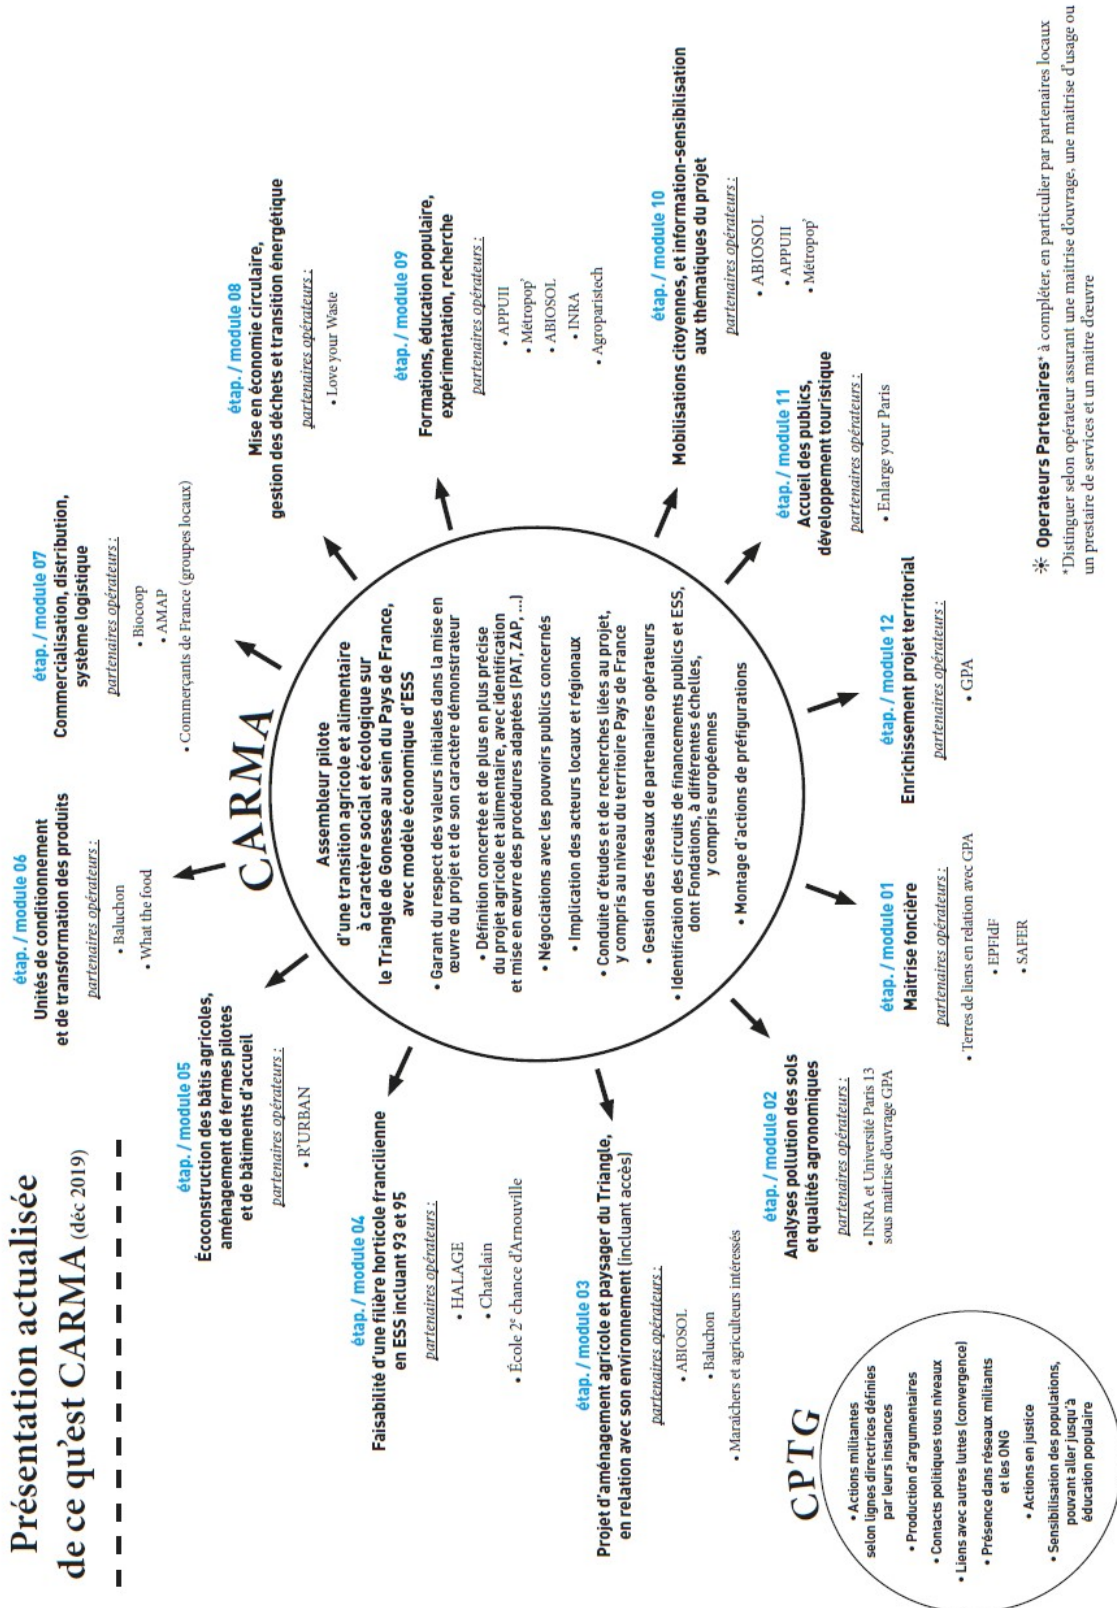 Présentation actualisée
de ce qu'est CARMA (déc 2019)
CARMA
Assembleur pilote
d'une transition agricole et alimentaire
à caractère social et écologique sur
le Triangle de Gonesse au sein du Pays de France,
avec modèle économique d'ESS
• Garant du respect des valeurs initiales dans la mise en
œuvre du projet et de son caractère démonstrateur
• Définition concertée et de plus en plus précise
du projet agricole et alimentaire, avec identification
et mise en œuvre des procédures adaptées (PAT, ZAP, ...)
• Négociations avec les pouvoirs publics concernés
• Implication des acteurs locaux et régionaux
• Conduite d'études et de recherches liées au projet,
y compris au niveau du territoire Pays de France
• Gestion des réseaux de partenaires opérateurs
• Identification des circuits de financements publics et ESS,
dont Fondations, à différentes échelles,
y compris européennes
• Montage d'actions de préfigurations
étap. / module 01
Maitrise foncière
partenaires opérateurs :
• Terres de liens en relation avec GPA
• EPFIdF
• SAFER
étap. / module 02
Analyses pollution des sols
et qualités agronomiques
partenaires opérateurs :
• INRA et Université Paris 13
sous maitrise d'ouvrage GPA
étap. / module 03
Projet d'aménagement agricole et paysager du Triangle,
en relation avec son environnement (incluant accès)
partenaires opérateurs :
• ABIOSOL
• Baluchon
• Maraîchers et agriculteurs intéressés
étap. / module 04
Faisabilité d'une filière horticole francilienne
en ESS incluant 93 et 95
partenaires opérateurs :
• HALAGE
• Chatelain
• École 2e chance d'Arnouville
étap. / module 05
Écoconstruction des bâtis agricoles,
aménagement de fermes pilotes
et de bâtiments d'accueil
partenaires opérateurs :
• R'URBAN
étap. / module 06
Unités de conditionnement
et de transformation des produits
partenaires opérateurs :
• Baluchon
• What the food
étap. / module 07
Commercialisation, distribution,
système logistique
partenaires opérateurs :
• Biocoop
• AMAP
• Commerçants de France (groupes locaux)
étap. / module 08
Mise en économie circulaire,
gestion des déchets et transition énergétique
partenaires opérateurs :
• Love your Waste
étap. / module 09
Formations, éducation populaire,
expérimentation, recherche
partenaires opérateurs :
• APPUII
• Métropop'
• ABIOSOL
• INRA
• Agroparistech
étap. / module 10
Mobilisations citoyennes, et information-sensibilisation
aux thématiques du projet
partenaires opérateurs :
• ABIOSOL
• APPUII
• Métropop'
étap. / module 11
Accueil des publics,
développement touristique
partenaires opérateurs :
• Enlarge your Paris
étap. / module 12
Enrichissement projet territorial
partenaires opérateurs :
• GPA
CPTG
• Actions militantes
selon lignes directrices définies
par leurs instances
• Production d'argumentaires
• Contacts politiques tous niveaux
• Liens avec autres luttes (convergence)
• Présence dans réseaux militants
et les ONG
• Actions en justice
• Sensibilisation des populations,
pouvant aller jusqu'à
éducation populaire
Operateurs Partenaires* à compléter, en particulier par partenaires locaux
*Distinguer selon opérateur assurant une maitrise d'ouvrage, une maitrise d'usage ou
un prestaire de services et un maitre d'œuvre